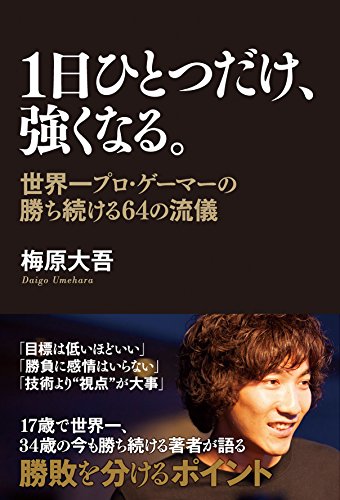 1日ひとつだけ、
強くなる。
世界一プロ・ゲーマーの
勝ち続ける64の流儀
梅原大吾
Daigo Umehara
「目標は低いほどいい」
「勝負に感情はいらない」
「技術より“視点”が大事」
17歳で世界一、
34歳の今も勝ち続ける著者が語る
勝敗を分けるポイント